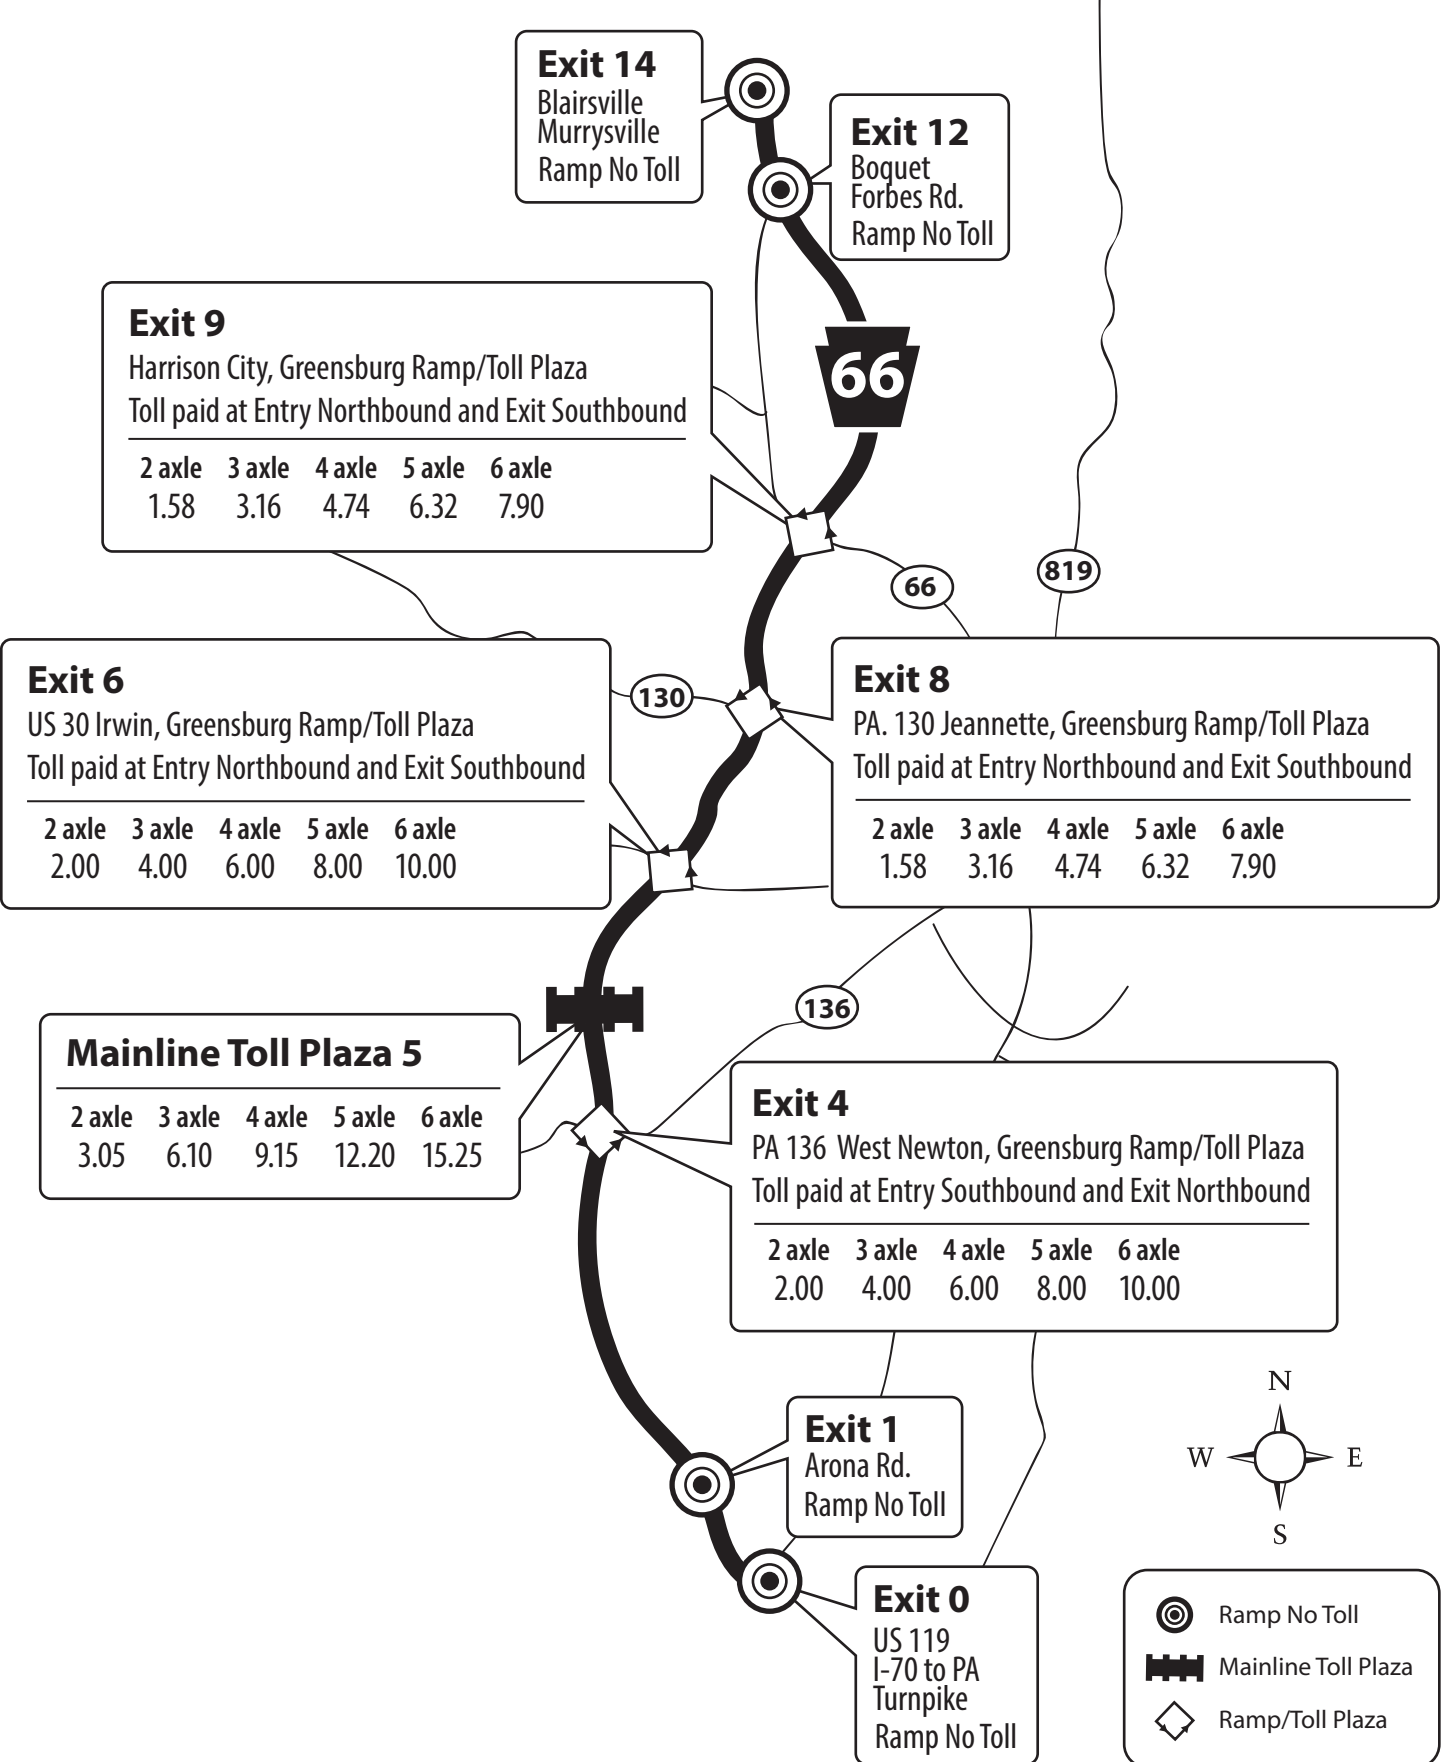 Exit 14
Blairsville
Murrysville
Ramp No Toll
Exit 12
Boquet
Forbes Rd.
Ramp No Toll
66
Exit 9
Harrison City, Greensburg Ramp/Toll Plaza
Toll paid at Entry Northbound and Exit Southbound
2 axle 3 axle 4 axle 5 axle 6 axle
1.58 3.16 4.74 6.32 7.90
66
819
Exit 6
US 30 Irwin, Greensburg Ramp/Toll Plaza
Toll paid at Entry Northbound and Exit Southbound
2 axle 3 axle 4 axle 5 axle 6 axle
2.00 4.00 6.00 8.00 10.00
130
Exit 8
PA. 130 Jeannette, Greensburg Ramp/Toll Plaza
Toll paid at Entry Northbound and Exit Southbound
2 axle 3 axle 4 axle 5 axle 6 axle
1.58 3.16 4.74 6.32 7.90
136
Mainline Toll Plaza 5
2 axle 3 axle 4 axle 5 axle 6 axle
3.05 6.10 9.15 12.20 15.25
Exit 4
PA 136 West Newton, Greensburg Ramp/Toll Plaza
Toll paid at Entry Southbound and Exit Northbound
2 axle 3 axle 4 axle 5 axle 6 axle
2.00 4.00 6.00 8.00 10.00
Exit 1
Arona Rd.
Ramp No Toll
N
W E
S
Exit 0
US 119
I-70 to PA
Turnpike
Ramp No Toll
Ramp No Toll
Mainline Toll Plaza
Ramp/Toll Plaza